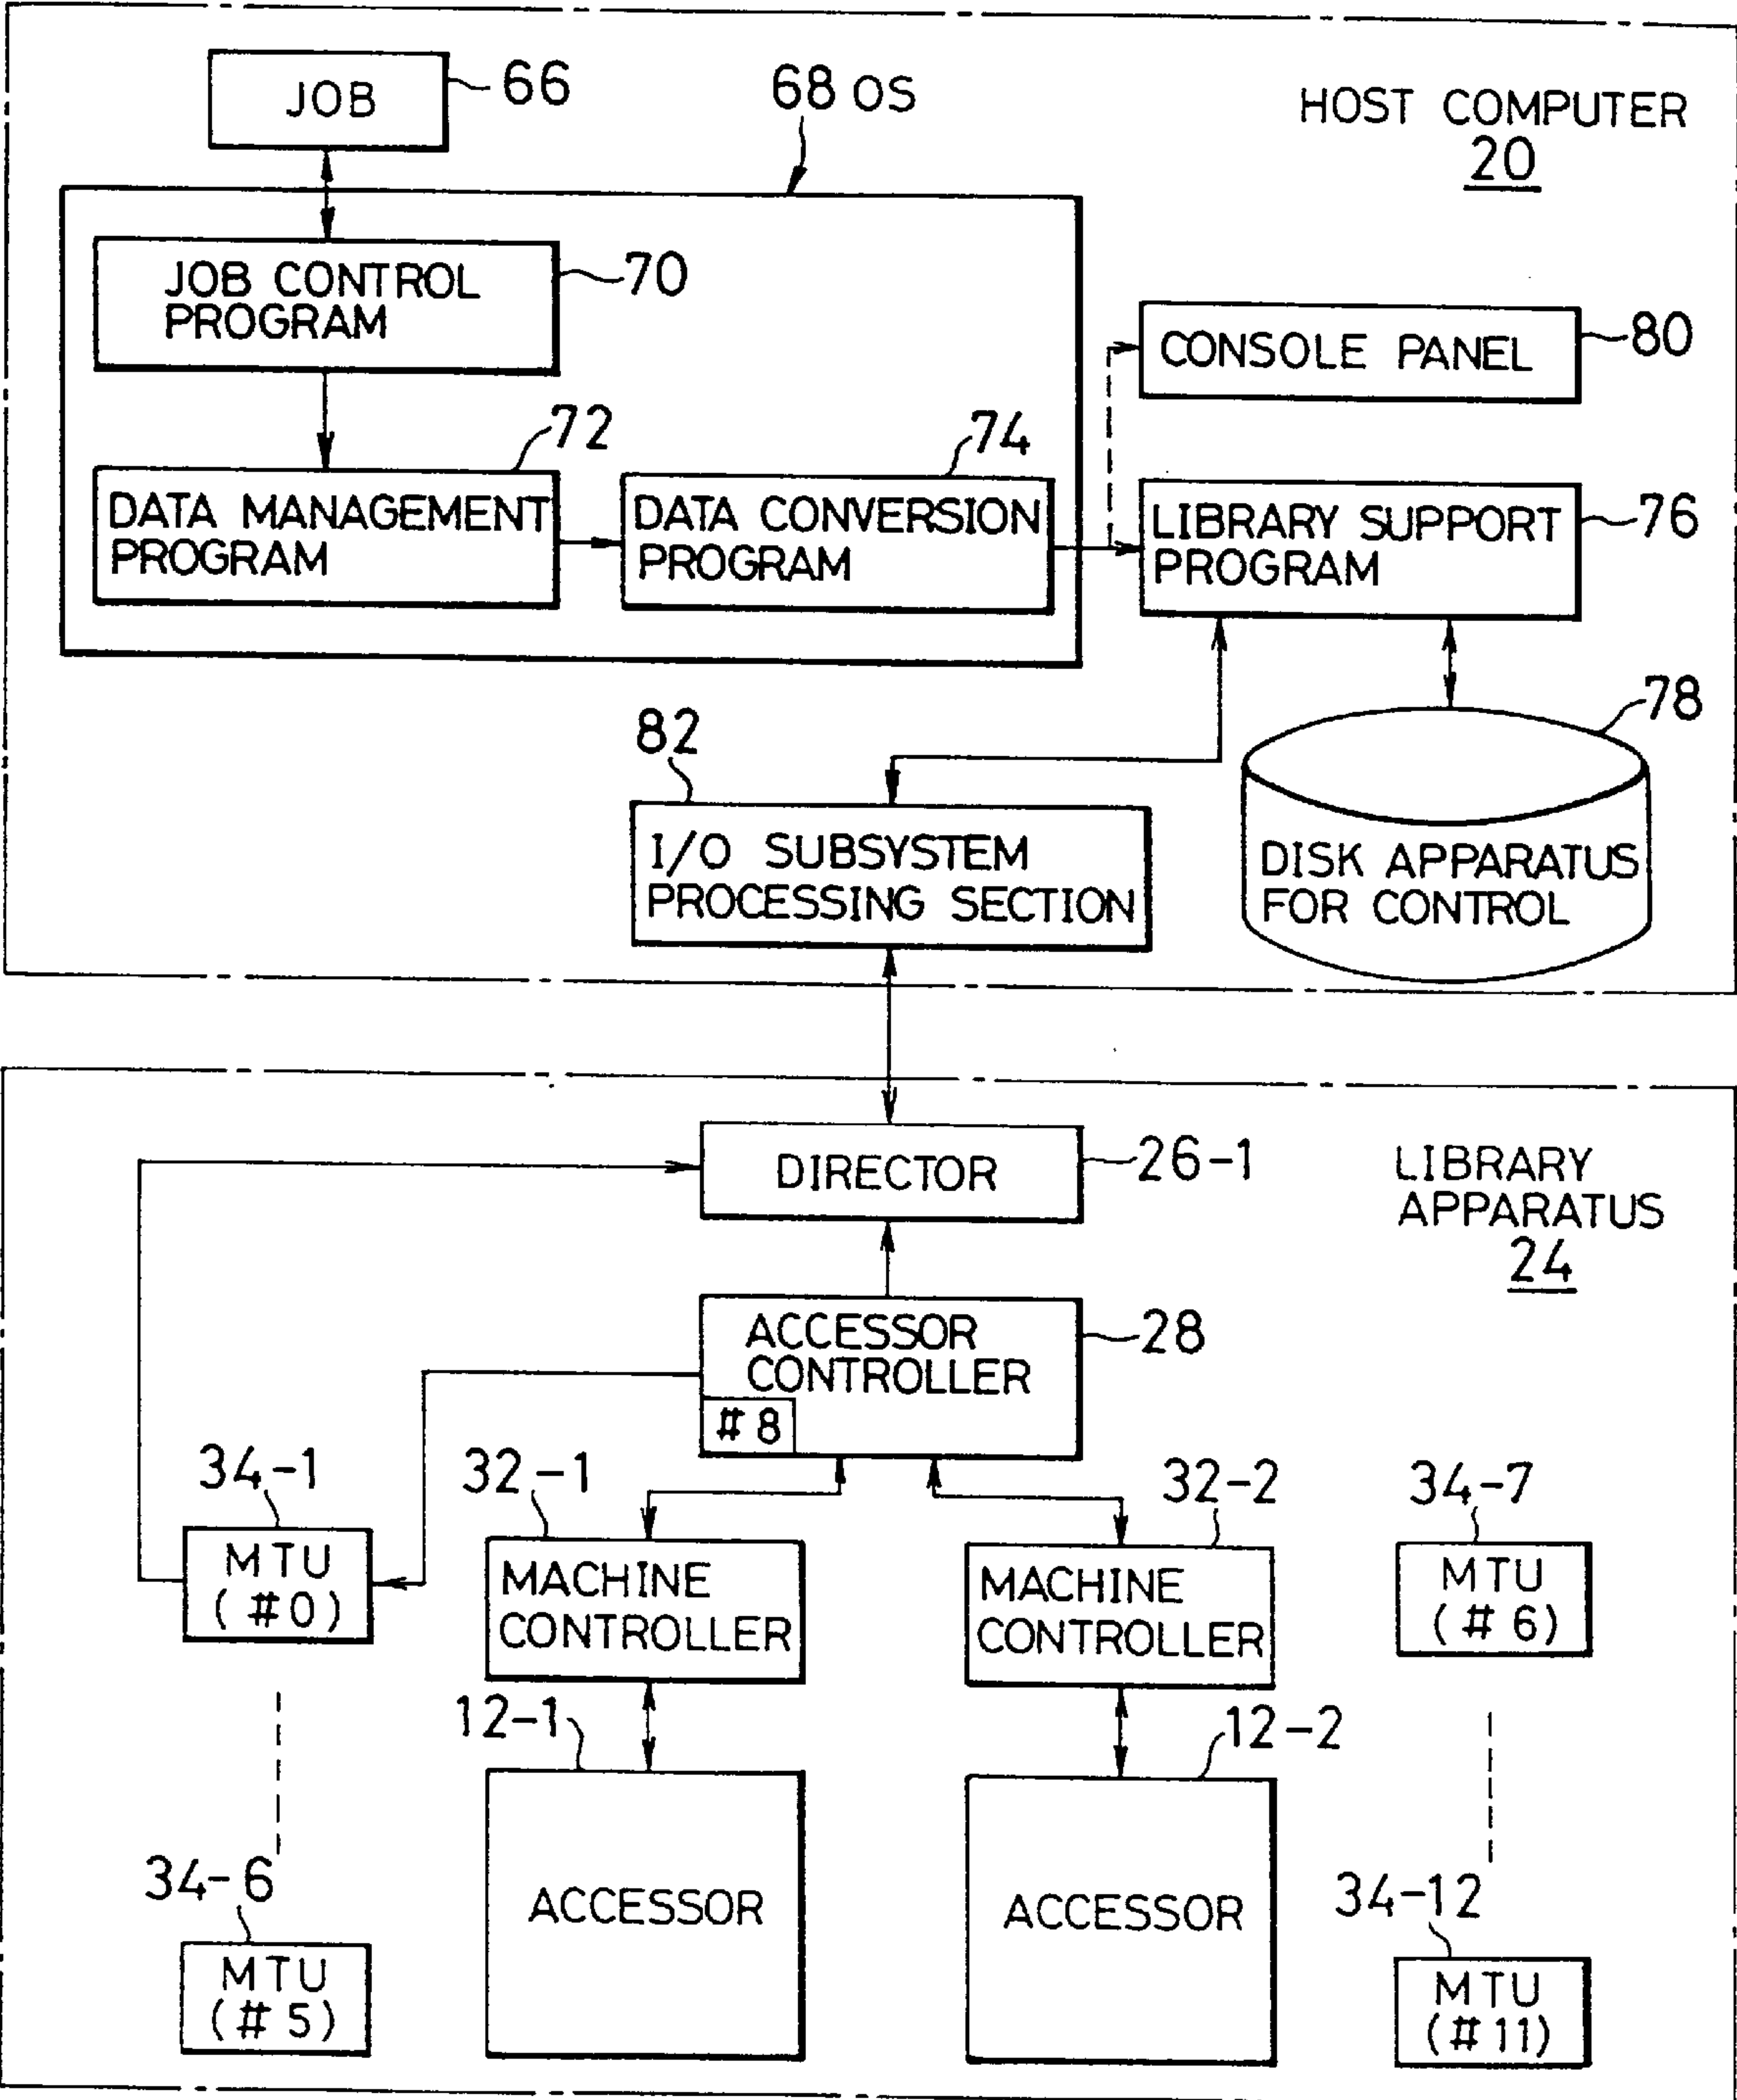 JOB
66
68 OS
HOST COMPUTER
20
JOB CONTROL
PROGRAM
70
CONSOLE PANEL
80
72
74
DATA MANAGEMENT
PROGRAM
DATA CONVERSION
PROGRAM
LIBRARY SUPPORT
PROGRAM
76
78
82
I/O SUBSYSTEM
PROCESSING SECTION
DISK APPARATUS
FOR CONTROL
DIRECTOR
26-1
LIBRARY
APPARATUS
24
ACCESSOR
CONTROLLER
#8
28
34-1
32-1
32-2
34-7
MTU
(#0)
MACHINE
CONTROLLER
MACHINE
CONTROLLER
MTU
(#6)
12-1
12-2
34-6
ACCESSOR
ACCESSOR
34-12
MTU
(#5)
MTU
(#11)